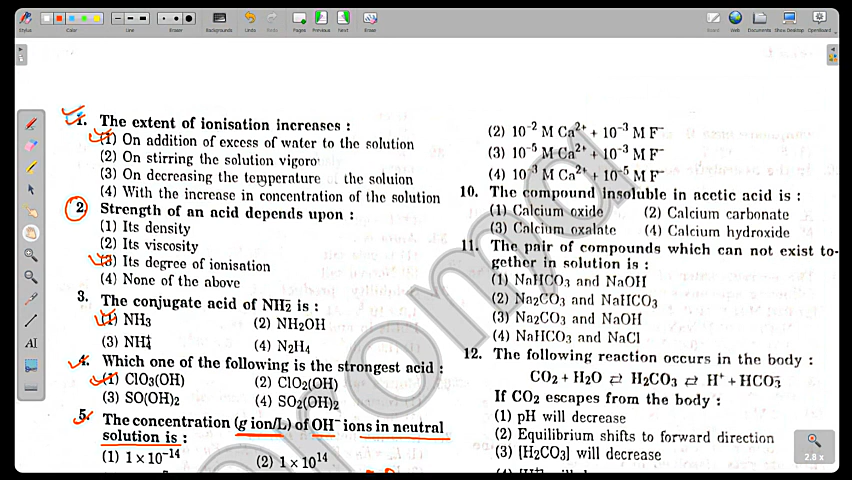 Stylus
Color
Line
Eraser
Backgrounds
Undo
Redo
Pages
Previous
Next
Erase
Board
Web
Documents
Show Desktop
OpenBoard
1. The extent of ionisation increases :
(1) On addition of excess of water to the solution
(2) On stirring the solution vigoro
(3) On decreasing the temperature the solution
(4) With the increase in concentration of the solution
2. Strength of an acid depends upon :
(1) Its density
(2) Its viscosity
(3) Its degree of ionisation
(4) None of the above
3. The conjugate acid of NH₂⁻ is :
(1) NH₃ (2) NH₂OH
(3) NH₄⁺ (4) N₂H₄
4. Which one of the following is the strongest acid :
(1) ClO₃(OH) (2) ClO₂(OH)
(3) SO(OH)₂ (4) SO₂(OH)₂
5. The concentration (g ion/L) of OH⁻ ions in neutral
solution is :
(1) 1 × 10⁻¹⁴ (2) 1 × 10¹⁴
(2) 10⁻² M Ca²⁺ + 10⁻³ M F⁻
(3) 10⁻⁵ M Ca²⁺ + 10⁻³ M F⁻
(4) 10⁻³ M Ca²⁺ + 10⁻⁵ M F⁻
10. The compound insoluble in acetic acid is :
(1) Calcium oxide (2) Calcium carbonate
(3) Calcium oxalate (4) Calcium hydroxide
11. The pair of compounds which can not exist to-
gether in solution is :
(1) NaHCO₃ and NaOH
(2) Na₂CO₃ and NaHCO₃
(3) Na₂CO₃ and NaOH
(4) NaHCO₃ and NaCl
12. The following reaction occurs in the body :
CO₂ + H₂O ⇄ H₂CO₃ ⇄ H⁺ + HCO₃⁻
If CO₂ escapes from the body :
(1) pH will decrease
(2) Equilibrium shifts to forward direction
(3) [H₂CO₃] will decrease
2.8 x